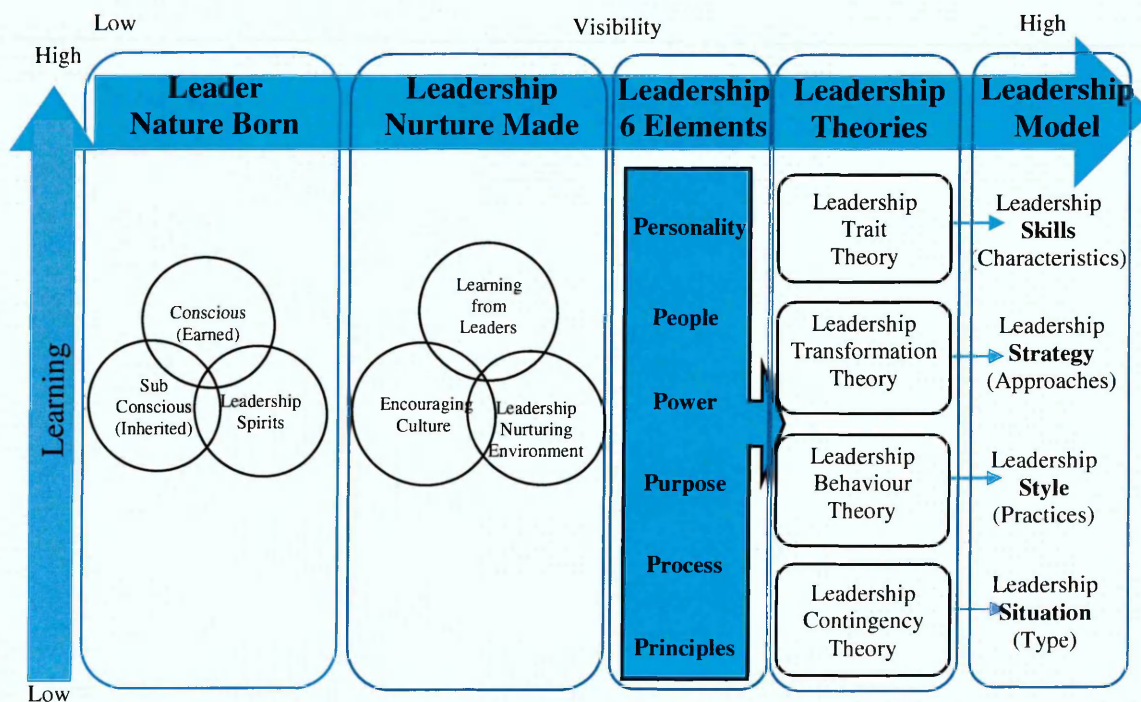 Low
Visibility
High
High
Leader
Nature Born
Leadership
Nurture Made
Leadership
6 Elements
Leadership
Theories
Leadership
Model
Learning
Low
Conscious
(Earned)
Sub
Conscious
(Inherited)
Leadership
Spirits
Learning
from
Leaders
Encouraging
Culture
Leadership
Nurturing
Environment
Personality
People
Power
Purpose
Process
Principles
Leadership
Trait
Theory
Leadership
Transformation
Theory
Leadership
Behaviour
Theory
Leadership
Contingency
Theory
Leadership
Skills
(Characteristics)
Leadership
Strategy
(Approaches)
Leadership
Style
(Practices)
Leadership
Situation
(Type)